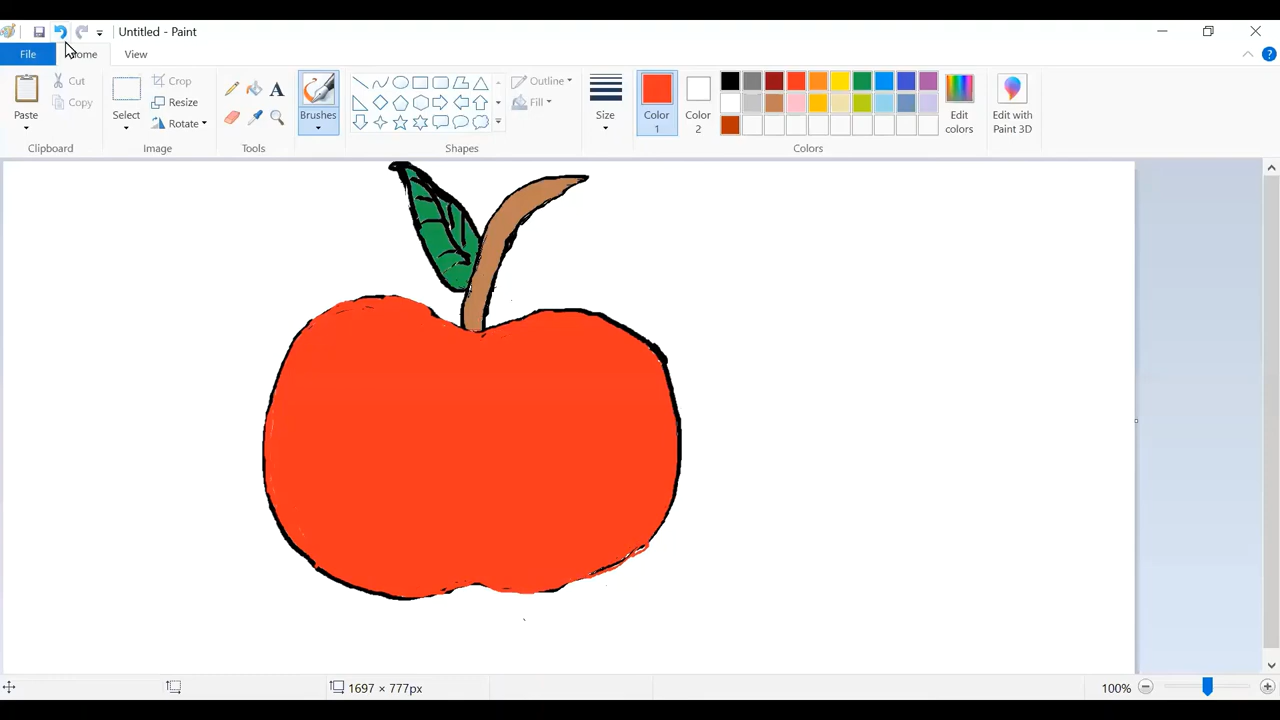 Untitled - Paint
File Home View
Paste
Cut
Copy
Clipboard
Select
Crop
Resize
Rotate
Image
A
Tools
Brushes
Shapes
Outline
Fill
Size
Color 1
Color 2
Edit colors
Edit with Paint 3D
Colors
1697 × 777px
100%